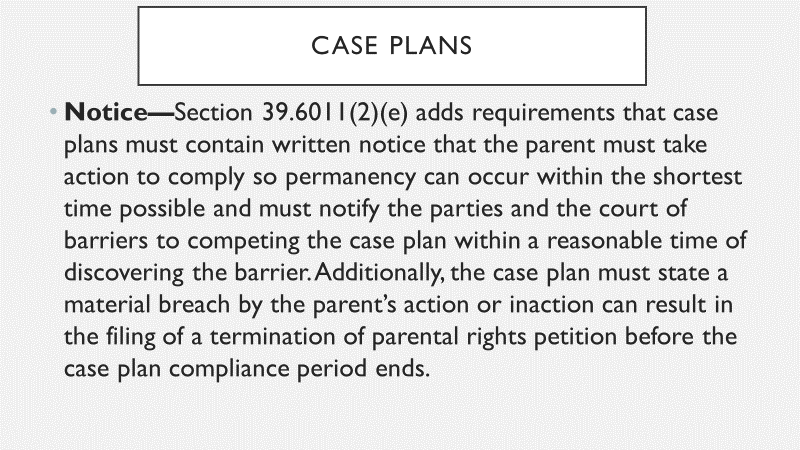 CASE PLANS
• Notice—Section 39.6011(2)(e) adds requirements that case
plans must contain written notice that the parent must take
action to comply so permanency can occur within the shortest
time possible and must notify the parties and the court of
barriers to competing the case plan within a reasonable time of
discovering the barrier. Additionally, the case plan must state a
material breach by the parent’s action or inaction can result in
the filing of a termination of parental rights petition before the
case plan compliance period ends.